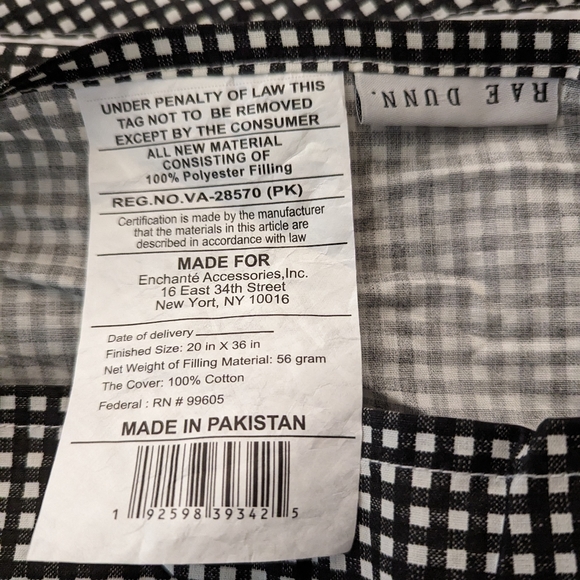 UNDER PENALTY OF LAW THIS
TAG NOT TO BE REMOVED
EXCEPT BY THE CONSUMER
ALL NEW MATERIAL
CONSISTING OF
100% Polyester Filling
REG.NO.VA-28570 (PK)
Certification is made by the manufacturer
that the materials in this article are
described in accordance with law
MADE FOR
Enchanté Accessories,Inc.
16 East 34th Street
New York, NY 10016
Date of delivery
Finished Size: 20 in X 36 in
Net Weight of Filling Material: 56 gram
The Cover: 100% Cotton
Federal : RN # 99605
MADE IN PAKISTAN
1 92598 39342 5
RAE DUNN.